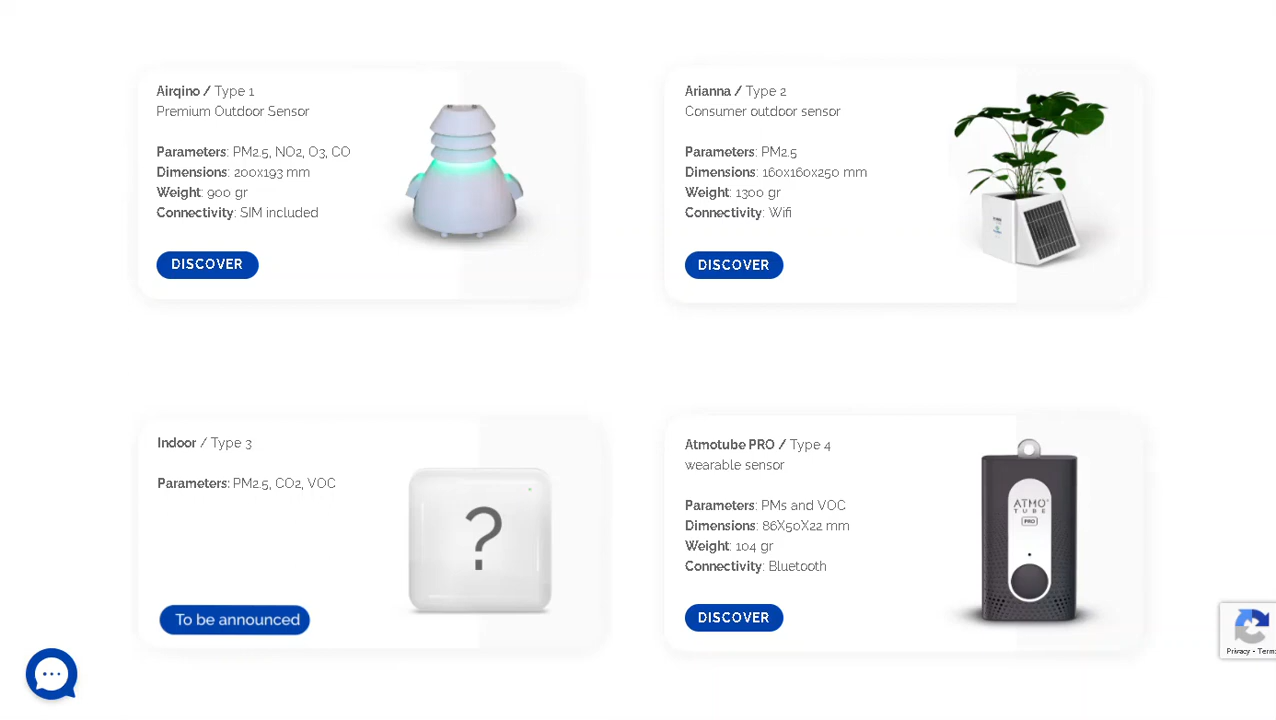 Airqino / Type 1
Premium Outdoor Sensor
Parameters: PM2.5, NO2, O3, CO
Dimensions: 200x193 mm
Weight: 900 gr
Connectivity: SIM included
DISCOVER
Arianna / Type 2
Consumer outdoor sensor
Parameters: PM2.5
Dimensions: 160x160x250 mm
Weight: 1300 gr
Connectivity: Wifi
DISCOVER
Indoor / Type 3
Parameters: PM2.5, CO2, VOC
?
To be announced
Atmotube PRO / Type 4
wearable sensor
Parameters: PMs and VOC
Dimensions: 86X50X22 mm
Weight: 104 gr
Connectivity: Bluetooth
DISCOVER
ATMO
TUBE
PRO
Privacy - Terms